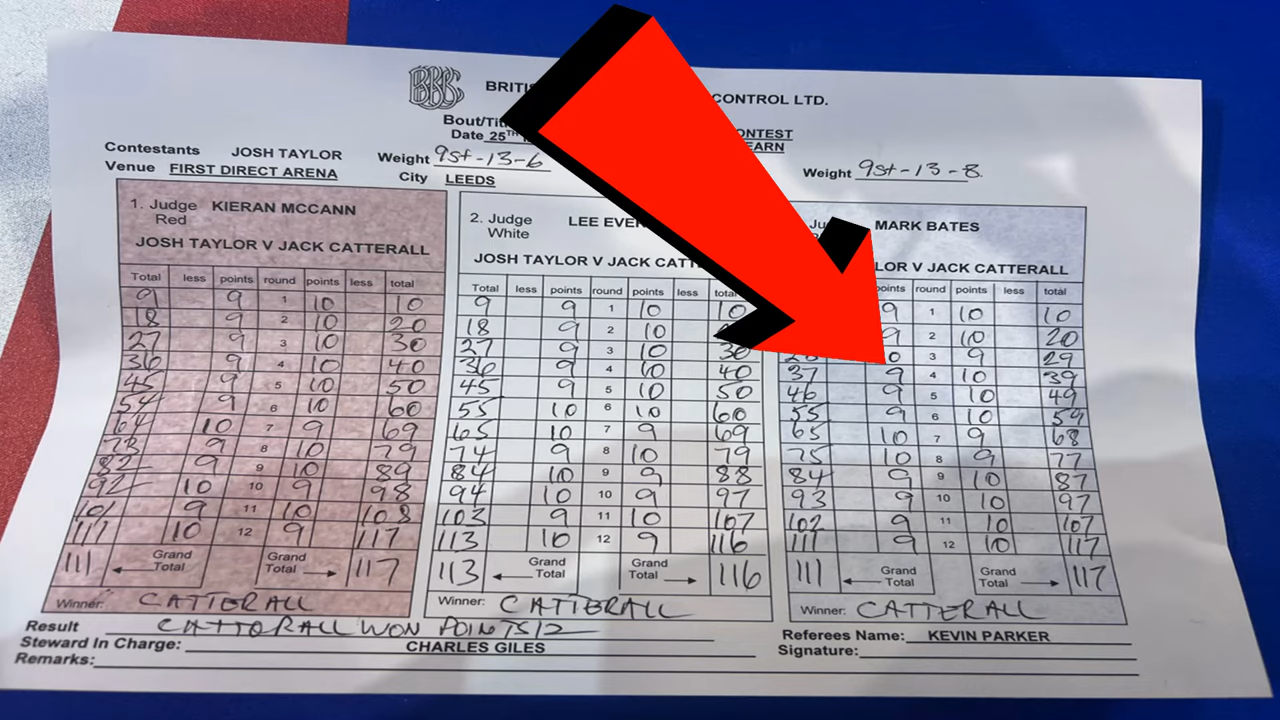 BBBC
BRITI CONTROL LTD.
Bout/Tit ONTEST
Date 25TH EARN
Contestants JOSH TAYLOR Weight 9st-13-6 Weight 9st-13-8.
Venue FIRST DIRECT ARENA City LEEDS
1. Judge KIERAN MCCANN
Red
JOSH TAYLOR V JACK CATTERALL
Total less points round points less total
9 9 1 10 10
18 9 2 10 20
27 9 3 10 30
36 9 4 10 40
45 9 5 10 50
54 9 6 10 60
64 10 7 9 69
73 9 8 10 79
82 9 9 10 89
92 10 10 9 98
101 9 11 10 108
111 10 12 9 117
111 Grand Total Grand Total 117
Winner: CATTERALL
2. Judge LEE EVE
White
JOSH TAYLOR V JACK CATT
Total less points round points less total
9 9 1 10 10
18 9 2 10
27 9 3 10 30
36 9 4 10 40
45 9 5 10 50
55 10 6 10 60
65 10 7 9 69
74 9 8 10 79
84 10 9 9 88
94 10 10 9 97
103 9 11 10 107
113 10 12 9 116
113 Grand Total Grand Total 116
Winner: CATTERALL
Ju MARK BATES
LOR V JACK CATTERALL
points round points less total
9 1 10 10
9 2 10 20
0 3 9 29
37 9 4 10 39
46 9 5 10 49
55 9 6 10 59
65 10 7 9 68
75 10 8 9 77
84 9 9 10 87
93 9 10 10 97
102 9 11 10 107
111 9 12 10 117
111 Grand Total Grand Total 117
Winner: CATTERALL
Result CATTORALL WON POINTS 12
Steward In Charge: CHARLES GILES
Remarks:
Referees Name: KEVIN PARKER
Signature: